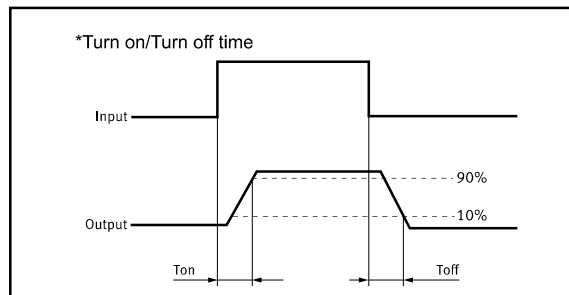 *Turn on/Turn off time
Input
90%
Output
10%
Ton
Toff